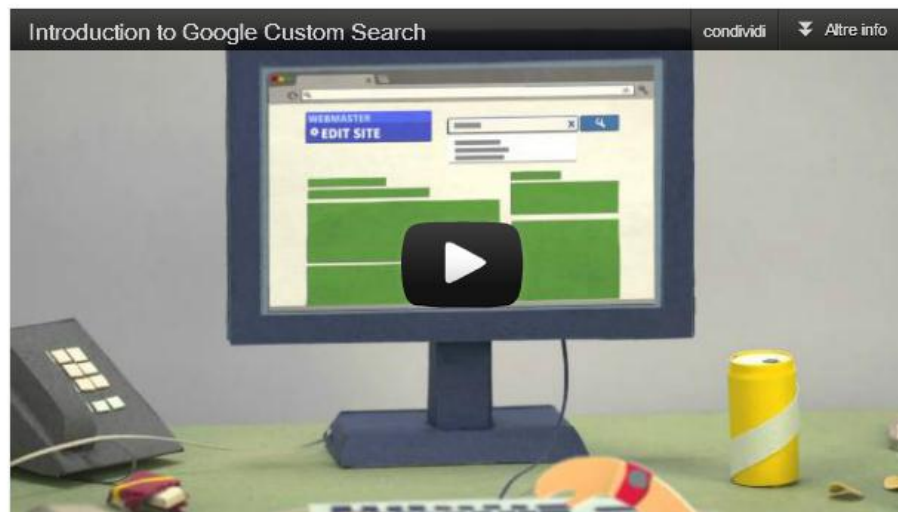 Introduction to Google Custom Search
condividi
Altre info
WEBMASTER
EDIT SITE